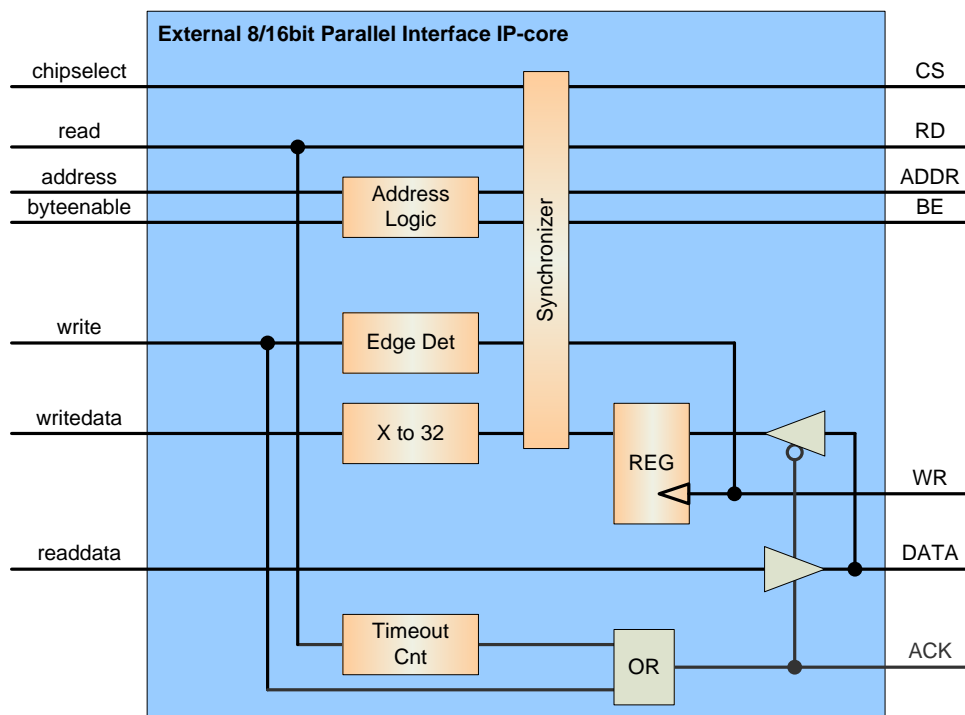 External 8/16bit Parallel Interface IP-core
chipselect
CS
read
RD
address
ADDR
byteenable
BE
Address
Logic
Synchronizer
write
Edge Det
writedata
X to 32
REG
WR
readdata
DATA
Timeout
Cnt
OR
ACK